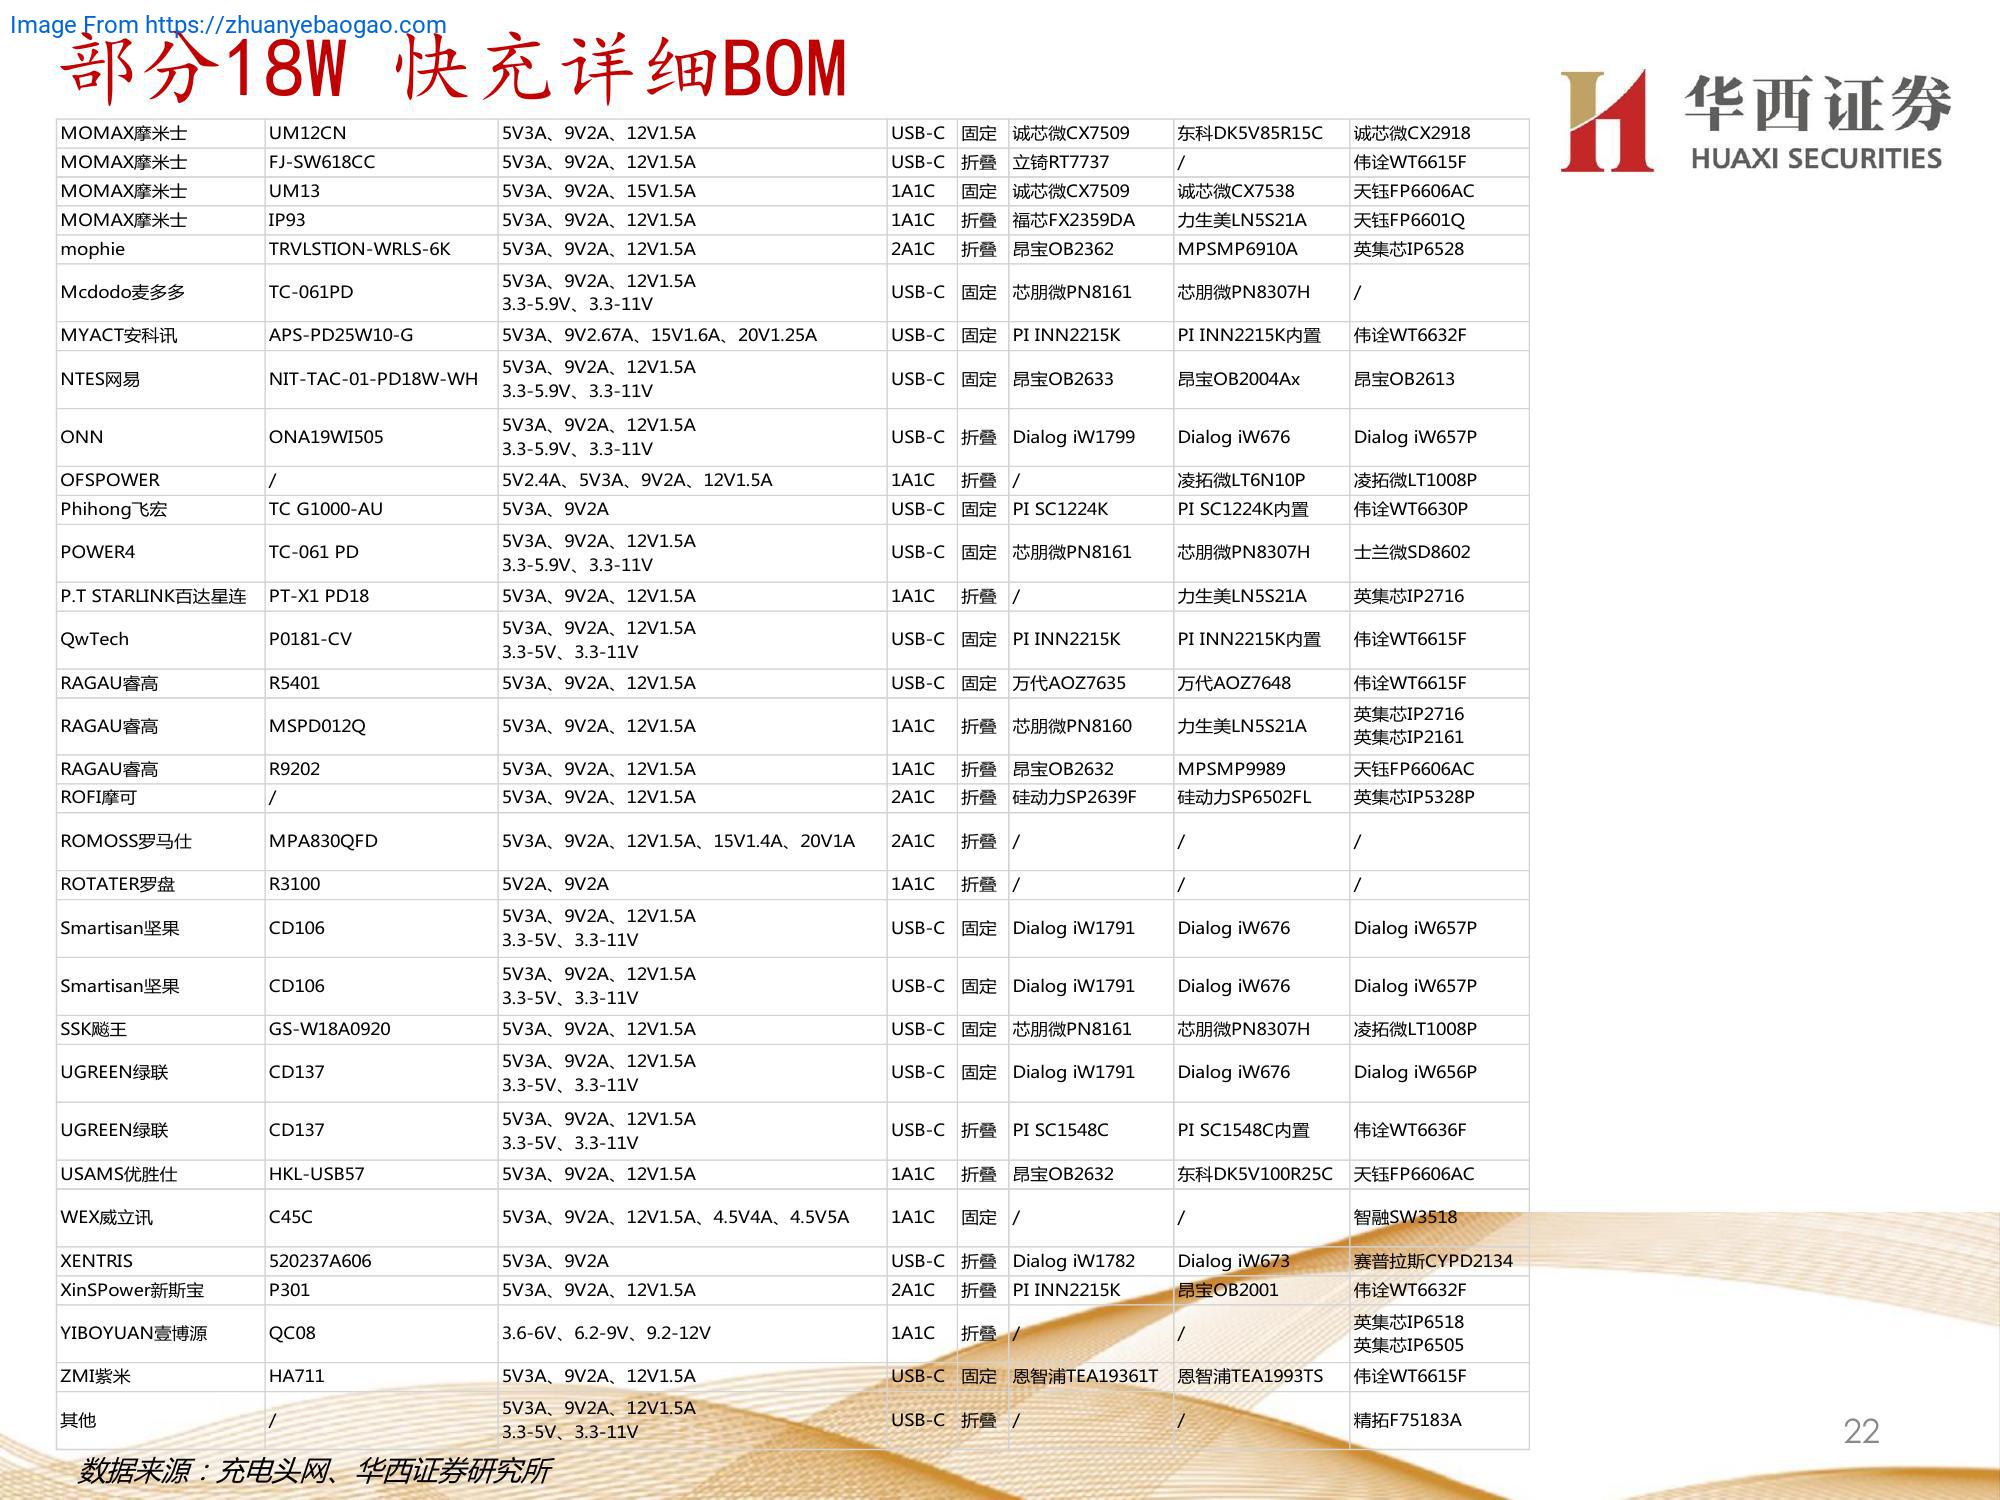 Image From https://zhuanyebaogao.com
部分18W 快充详细BOM
华西证券
HUAXI SECURITIES
MOMAX摩米士 UM12CN 5V3A、9V2A、12V1.5A USB-C 固定 诚芯微CX7509 东科DK5V85R15C 诚芯微CX2918
MOMAX摩米士 FJ-SW618CC 5V3A、9V2A、12V1.5A USB-C 折叠 立锜RT7737 / 伟诠WT6615F
MOMAX摩米士 UM13 5V3A、9V2A、15V1.5A 1A1C 固定 诚芯微CX7509 诚芯微CX7538 天钰FP6606AC
MOMAX摩米士 IP93 5V3A、9V2A、12V1.5A 1A1C 折叠 福芯FX2359DA 力生美LN5S21A 天钰FP6601Q
mophie TRVLSTION-WRLS-6K 5V3A、9V2A、12V1.5A 2A1C 折叠 昂宝OB2362 MPSMP6910A 英集芯IP6528
Mcdodo麦多多 TC-061PD 5V3A、9V2A、12V1.5A
3.3-5.9V、3.3-11V USB-C 固定 芯朋微PN8161 芯朋微PN8307H /
MYACT安科讯 APS-PD25W10-G 5V3A、9V2.67A、15V1.6A、20V1.25A USB-C 固定 PI INN2215K PI INN2215K内置 伟诠WT6632F
NTES网易 NIT-TAC-01-PD18W-WH 5V3A、9V2A、12V1.5A
3.3-5.9V、3.3-11V USB-C 固定 昂宝OB2633 昂宝OB2004Ax 昂宝OB2613
ONN ONA19WI505 5V3A、9V2A、12V1.5A
3.3-5.9V、3.3-11V USB-C 折叠 Dialog iW1799 Dialog iW676 Dialog iW657P
OFSPOWER / 5V2.4A、5V3A、9V2A、12V1.5A 1A1C 折叠 / 凌拓微LT6N10P 凌拓微LT1008P
Phihong飞宏 TC G1000-AU 5V3A、9V2A USB-C 固定 PI SC1224K PI SC1224K内置 伟诠WT6630P
POWER4 TC-061 PD 5V3A、9V2A、12V1.5A
3.3-5.9V、3.3-11V USB-C 固定 芯朋微PN8161 芯朋微PN8307H 士兰微SD8602
P.T STARLINK百达星连 PT-X1 PD18 5V3A、9V2A、12V1.5A 1A1C 折叠 / 力生美LN5S21A 英集芯IP2716
QwTech P0181-CV 5V3A、9V2A、12V1.5A
3.3-5V、3.3-11V USB-C 固定 PI INN2215K PI INN2215K内置 伟诠WT6615F
RAGAU睿高 R5401 5V3A、9V2A、12V1.5A USB-C 固定 万代AOZ7635 万代AOZ7648 伟诠WT6615F
RAGAU睿高 MSPD012Q 5V3A、9V2A、12V1.5A 1A1C 折叠 芯朋微PN8160 力生美LN5S21A 英集芯IP2716
英集芯IP2161
RAGAU睿高 R9202 5V3A、9V2A、12V1.5A 1A1C 折叠 昂宝OB2632 MPSMP9989 天钰FP6606AC
ROFI摩可 / 5V3A、9V2A、12V1.5A 2A1C 折叠 硅动力SP2639F 硅动力SP6502FL 英集芯IP5328P
ROMOSS罗马仕 MPA830QFD 5V3A、9V2A、12V1.5A、15V1.4A、20V1A 2A1C 折叠 / / /
ROTATER罗盘 R3100 5V2A、9V2A 1A1C 折叠 / / /
Smartisan坚果 CD106 5V3A、9V2A、12V1.5A
3.3-5V、3.3-11V USB-C 固定 Dialog iW1791 Dialog iW676 Dialog iW657P
Smartisan坚果 CD106 5V3A、9V2A、12V1.5A
3.3-5V、3.3-11V USB-C 固定 Dialog iW1791 Dialog iW676 Dialog iW657P
SSK飚王 GS-W18A0920 5V3A、9V2A、12V1.5A USB-C 固定 芯朋微PN8161 芯朋微PN8307H 凌拓微LT1008P
UGREEN绿联 CD137 5V3A、9V2A、12V1.5A
3.3-5V、3.3-11V USB-C 固定 Dialog iW1791 Dialog iW676 Dialog iW656P
UGREEN绿联 CD137 5V3A、9V2A、12V1.5A
3.3-5V、3.3-11V USB-C 折叠 PI SC1548C PI SC1548C内置 伟诠WT6636F
USAMS优胜仕 HKL-USB57 5V3A、9V2A、12V1.5A 1A1C 折叠 昂宝OB2632 东科DK5V100R25C 天钰FP6606AC
WEX威立讯 C45C 5V3A、9V2A、12V1.5A、4.5V4A、4.5V5A 1A1C 固定 / / 智融SW3518
XENTRIS 520237A606 5V3A、9V2A USB-C 折叠 Dialog iW1782 Dialog iW673 赛普拉斯CYPD2134
XinSPower新斯宝 P301 5V3A、9V2A、12V1.5A 2A1C 折叠 PI INN2215K 昂宝OB2001 伟诠WT6632F
YIBOYUAN壹博源 QC08 3.6-6V、6.2-9V、9.2-12V 1A1C 折叠 / / 英集芯IP6518
英集芯IP6505
ZMI紫米 HA711 5V3A、9V2A、12V1.5A USB-C 固定 恩智浦TEA19361T 恩智浦TEA1993TS 伟诠WT6615F
其他 / 5V3A、9V2A、12V1.5A
3.3-5V、3.3-11V USB-C 折叠 / / 精拓F75183A
数据来源：充电头网、华西证券研究所
22